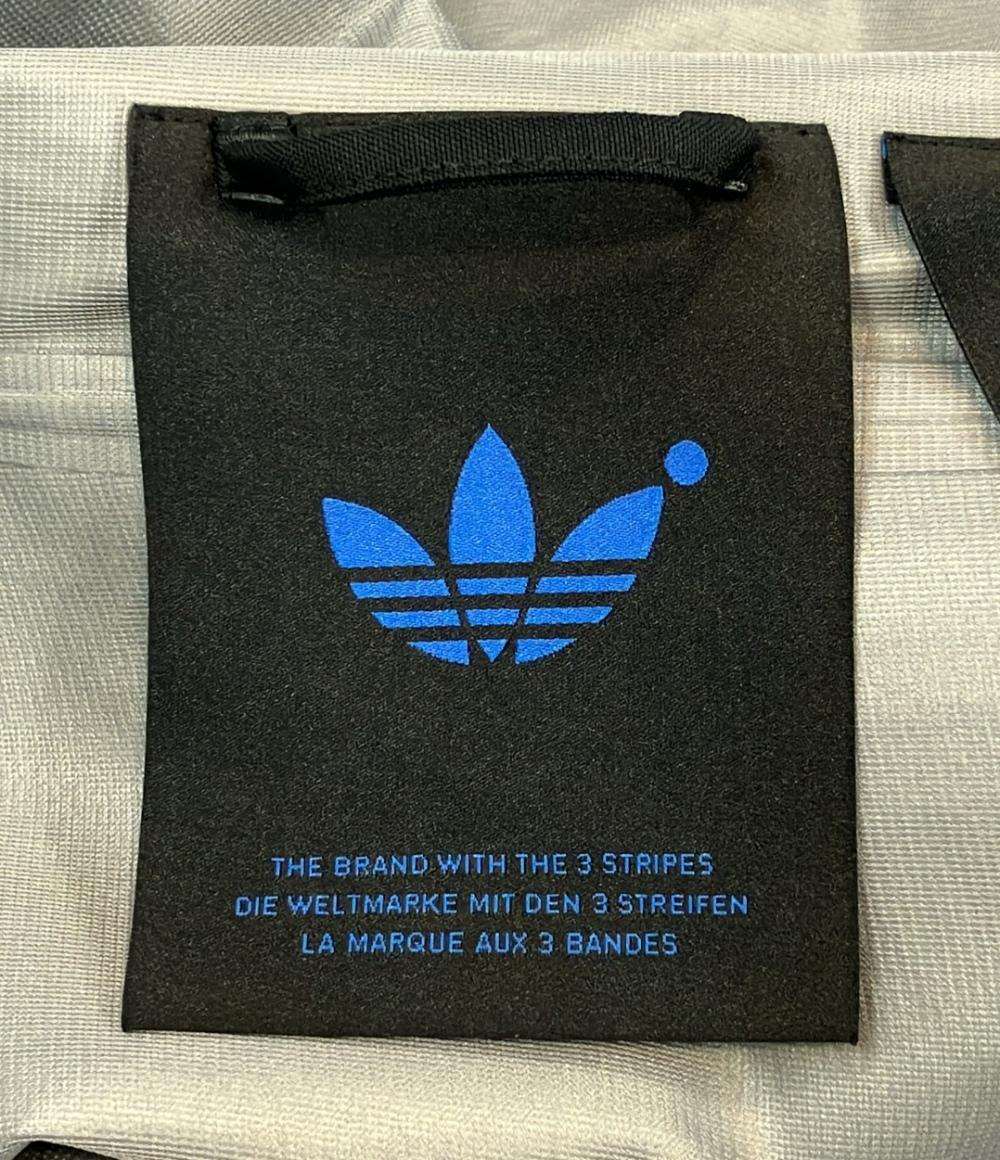 THE BRAND WITH THE 3 STRIPES
DIE WELTMARKE MIT DEN 3 STREIFEN
LA MARQUE AUX 3 BANDES